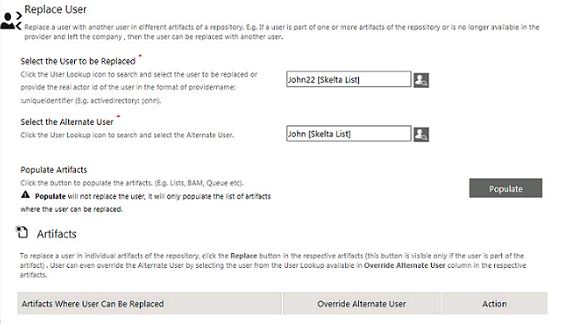 Replace User
Replace a user with another user in different artifacts of a repository. E.g. If a user is part of one or more artifacts of the repository or is no longer available in the
provider and left the company , then the user can be replaced with another user.
Select the User to be Replaced *
Click the User Lookup icon to search and select the user to be replaced or
provide the real actor id of the user in the format of providername:
:uniqueidentifier (E.g. activedirectory: john).
John22 [Skelta List]
Select the Alternate User *
Click the User Lookup icon to search and select the Alternate User.
John [Skelta List]
Populate Artifacts
Click the button to populate the artifacts. (E.g. Lists, BAM, Queue etc).
Populate will not replace the user, it will only populate the list of artifacts
where the user can be replaced.
Populate
Artifacts
To replace a user in individual artifacts of the repository, click the Replace button in the respective artifacts (this button is visible only if the user is part of the
artifact) . User can even override the Alternate User by selecting the user from the User Lookup available in Override Alternate User column in the respective
artifacts.
Artifacts Where User Can Be Replaced Override Alternate User Action